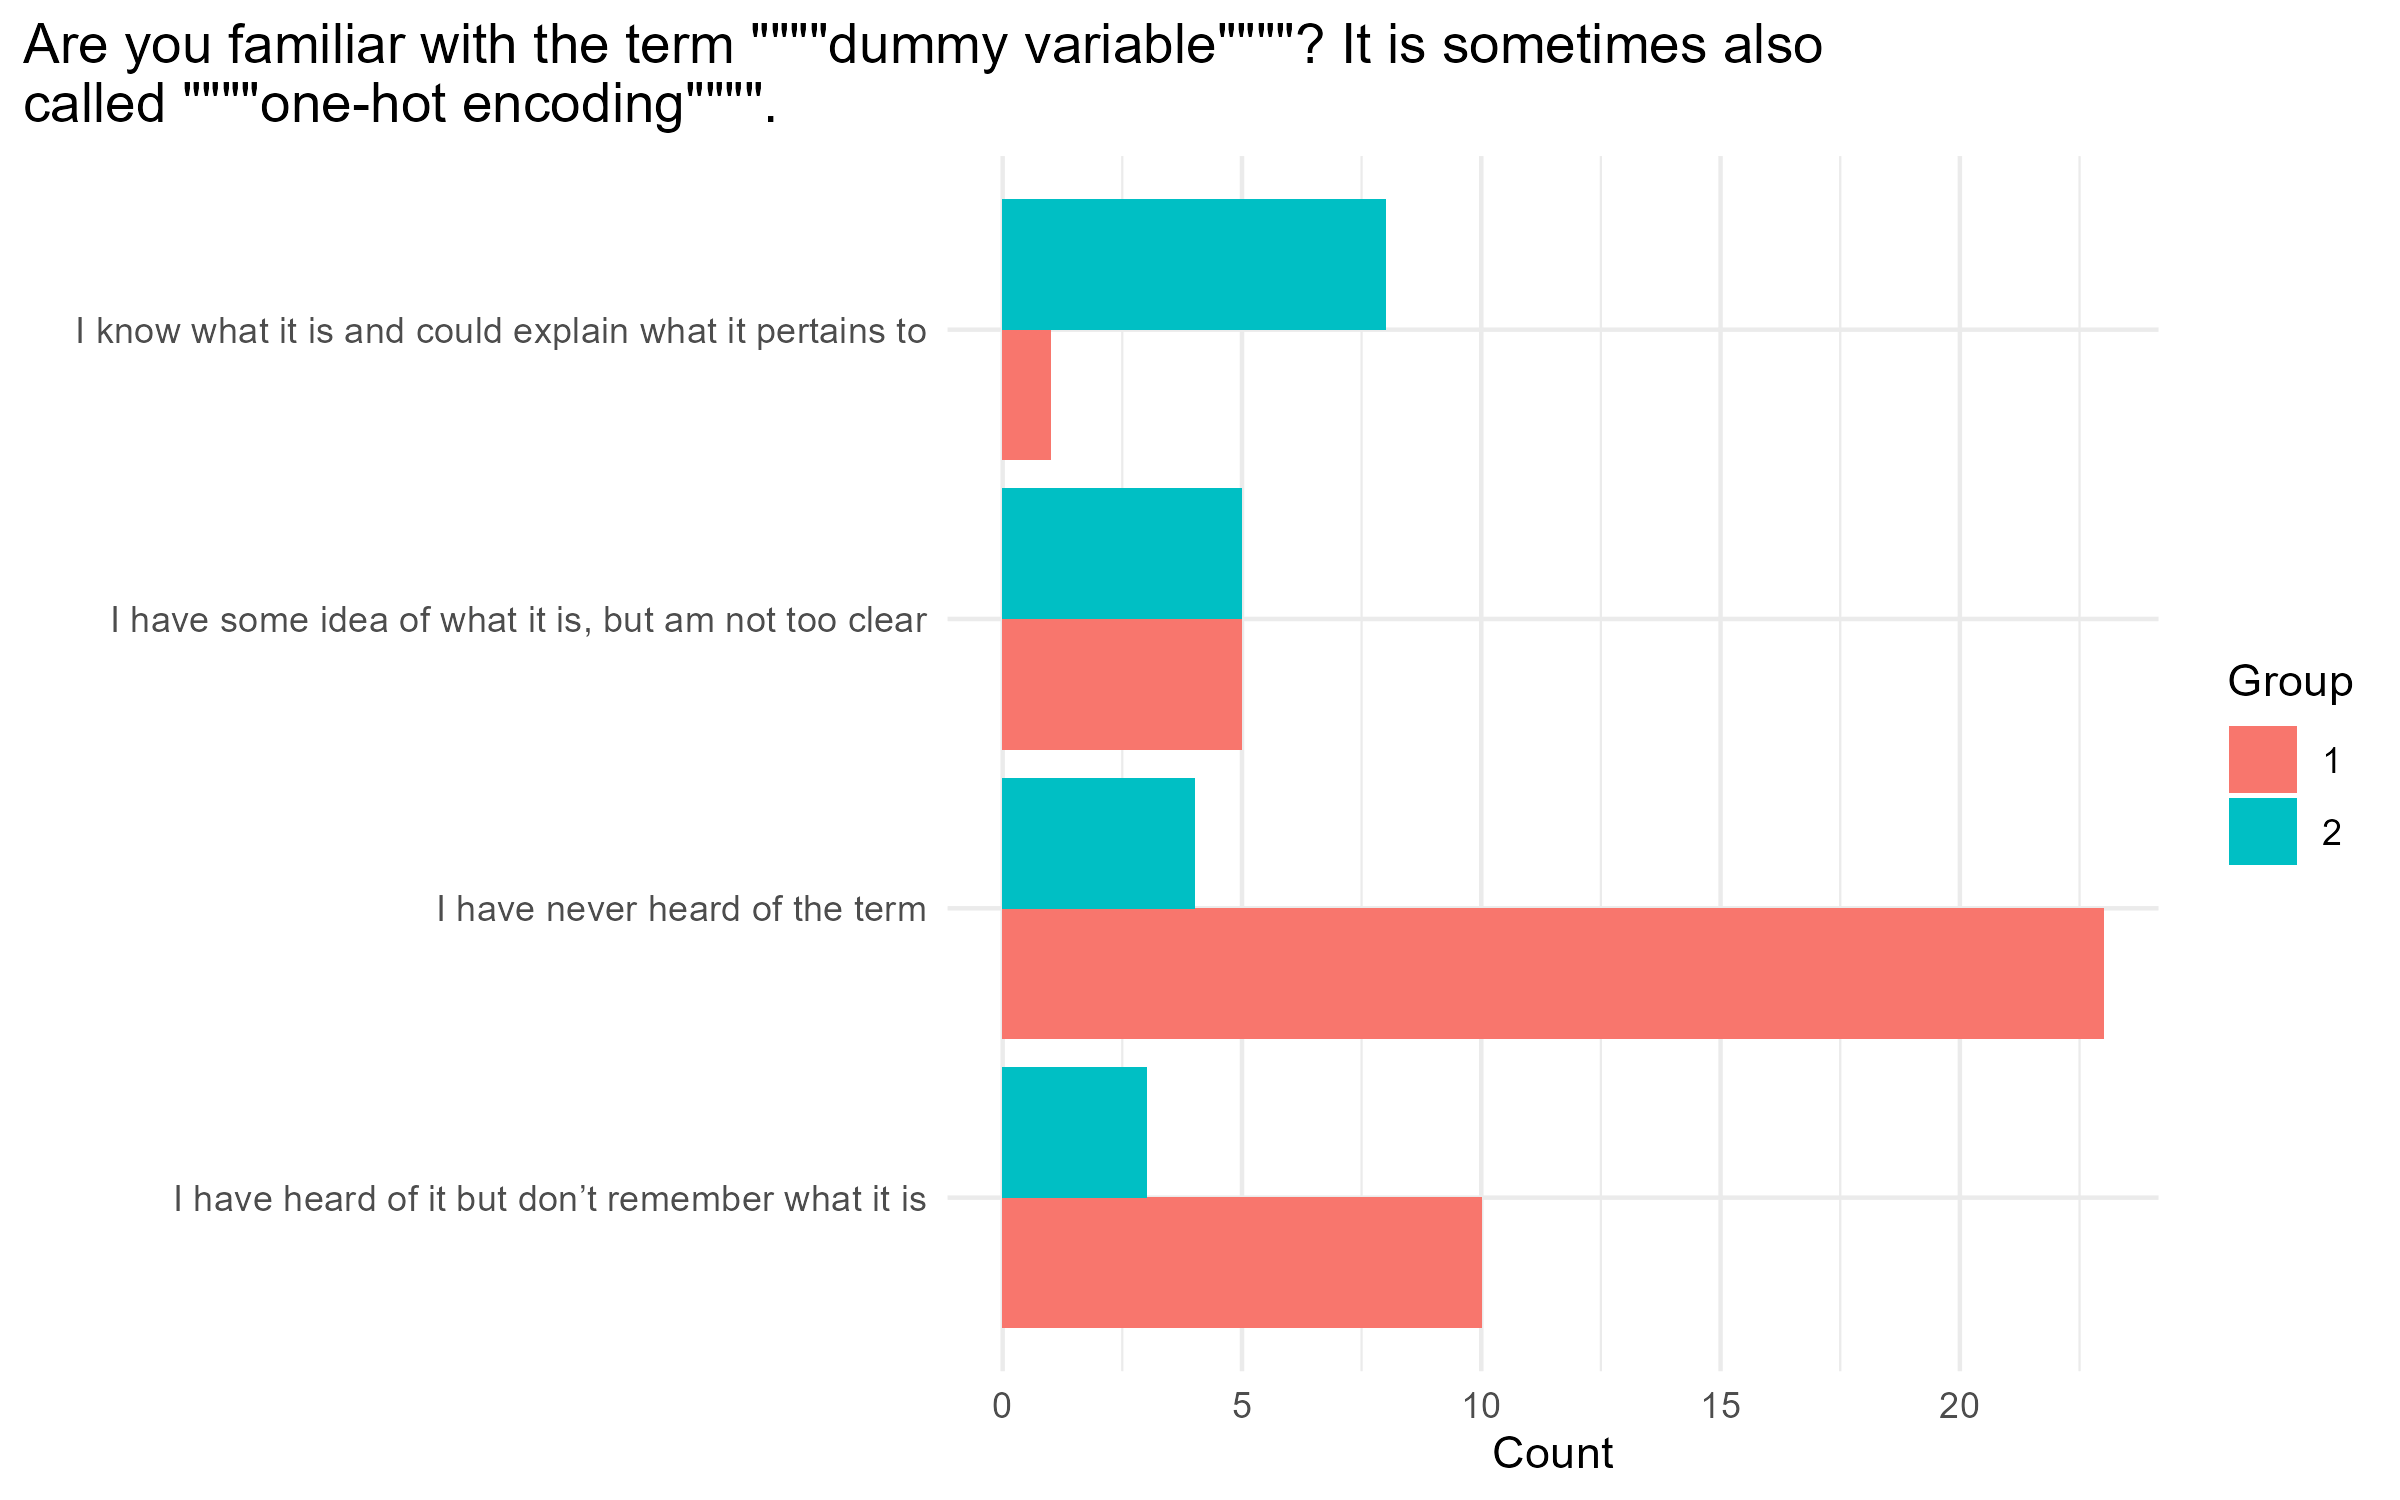 Are you familiar with the term """"dummy variable""""? It is sometimes also
called """"one-hot encoding"""".
I know what it is and could explain what it pertains to
I have some idea of what it is, but am not too clear
I have never heard of the term
I have heard of it but don’t remember what it is
0 5 10 15 20
Count
Group
1
2